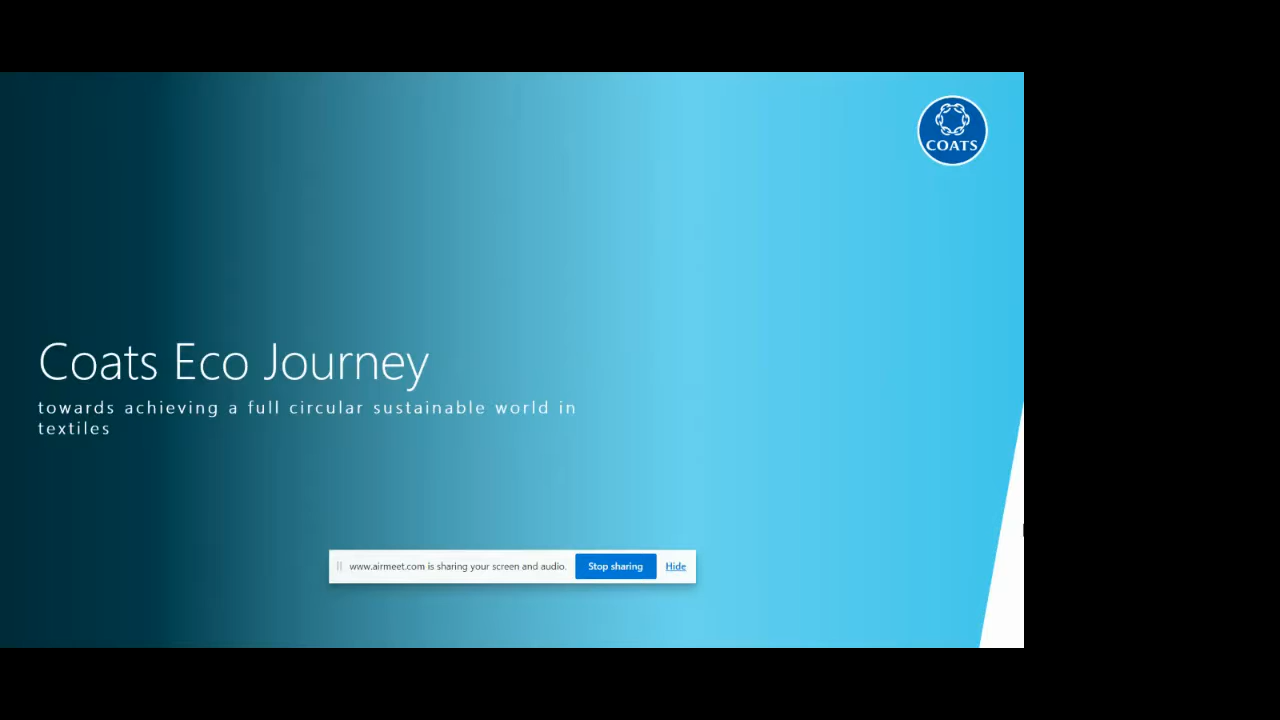 COATS
Coats Eco Journey
towards achieving a full circular sustainable world in
textiles
www.airmeet.com is sharing your screen and audio. Stop sharing Hide